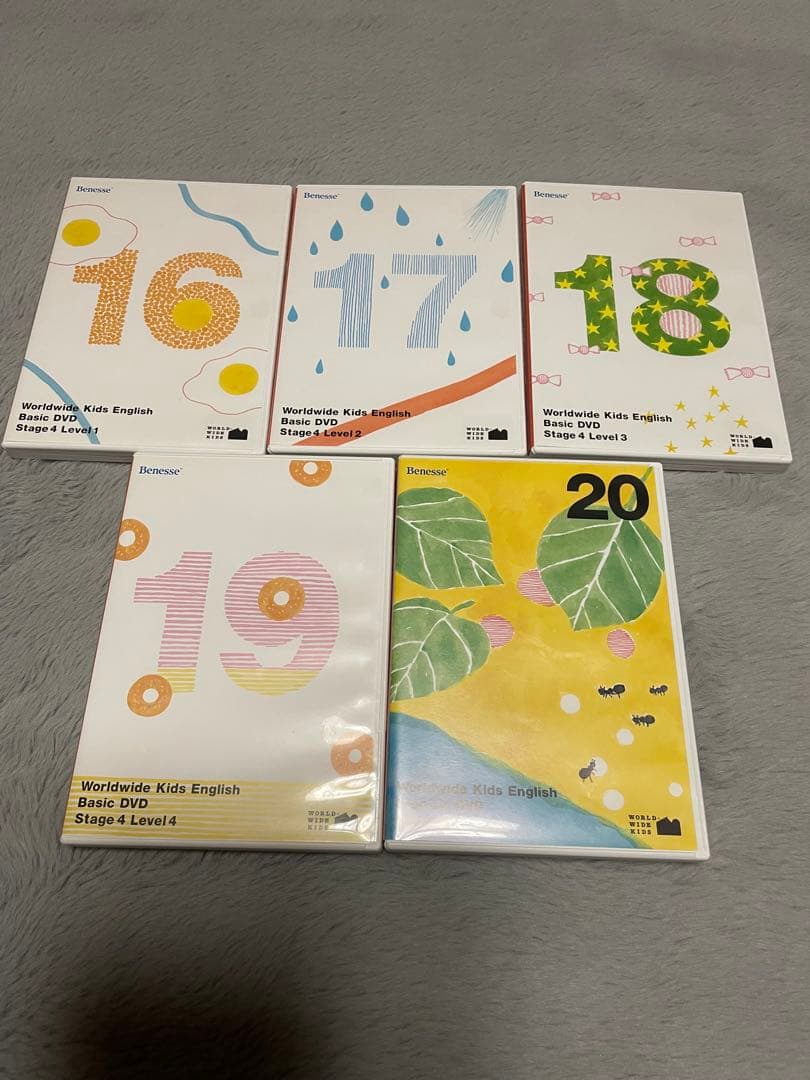 Benesse
16
Worldwide Kids English
Basic DVD
Stage 4 Level 1
WORLD-
WIDE
KIDS
Benesse
17
Worldwide Kids English
Basic DVD
Stage 4 Level 2
WORLD-
WIDE
KIDS
Benesse
18
Worldwide Kids English
Basic DVD
Stage 4 Level 3
WORLD-
WIDE
KIDS
Benesse
19
Worldwide Kids English
Basic DVD
Stage 4 Level 4
WORLD-
WIDE
KIDS
Benesse
20
Worldwide Kids English
WORLD-
WIDE
KIDS